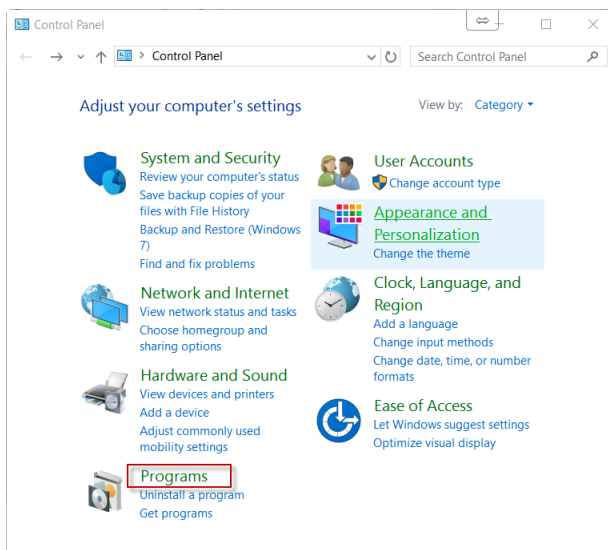 Control Panel
Control Panel
Search Control Panel
Adjust your computer's settings
View by: Category
System and Security
Review your computer's status
Save backup copies of your
files with File History
Backup and Restore (Windows
7)
Find and fix problems
Network and Internet
View network status and tasks
Choose homegroup and
sharing options
Hardware and Sound
View devices and printers
Add a device
Adjust commonly used
mobility settings
Programs
Uninstall a program
Get programs
User Accounts
Change account type
Appearance and
Personalization
Change the theme
Clock, Language, and
Region
Add a language
Change input methods
Change date, time, or number
formats
Ease of Access
Let Windows suggest settings
Optimize visual display